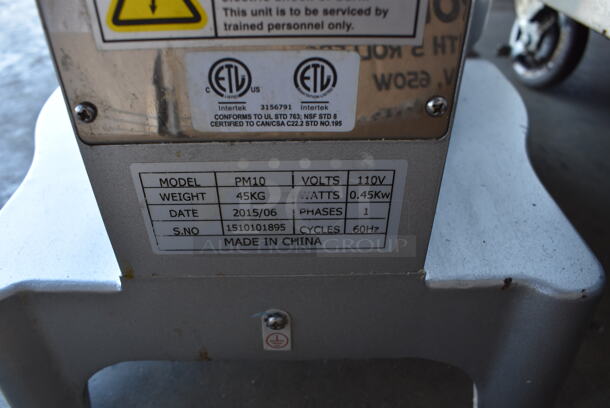 This unit is to be serviced by
trained personnel only.
ETL
C US
Intertek 3156791 Intertek
CONFORMS TO UL STD 763; NSF STD 8
CERTIFIED TO CAN/CSA C22.2 STD NO.195
MODEL PM10 VOLTS 110V
WEIGHT 45KG WATTS 0.45Kw
DATE 2015/06 PHASES 1
S.NO 1510101895 CYCLES 60Hz
MADE IN CHINA
AUCTION GROUP